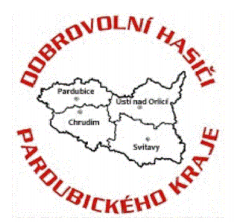 DOBROVOLNÍ HASIČI
Pardubice
Ústí nad Orlicí
Chrudim
Svitavy
PARDUBICKÉHO KRAJE